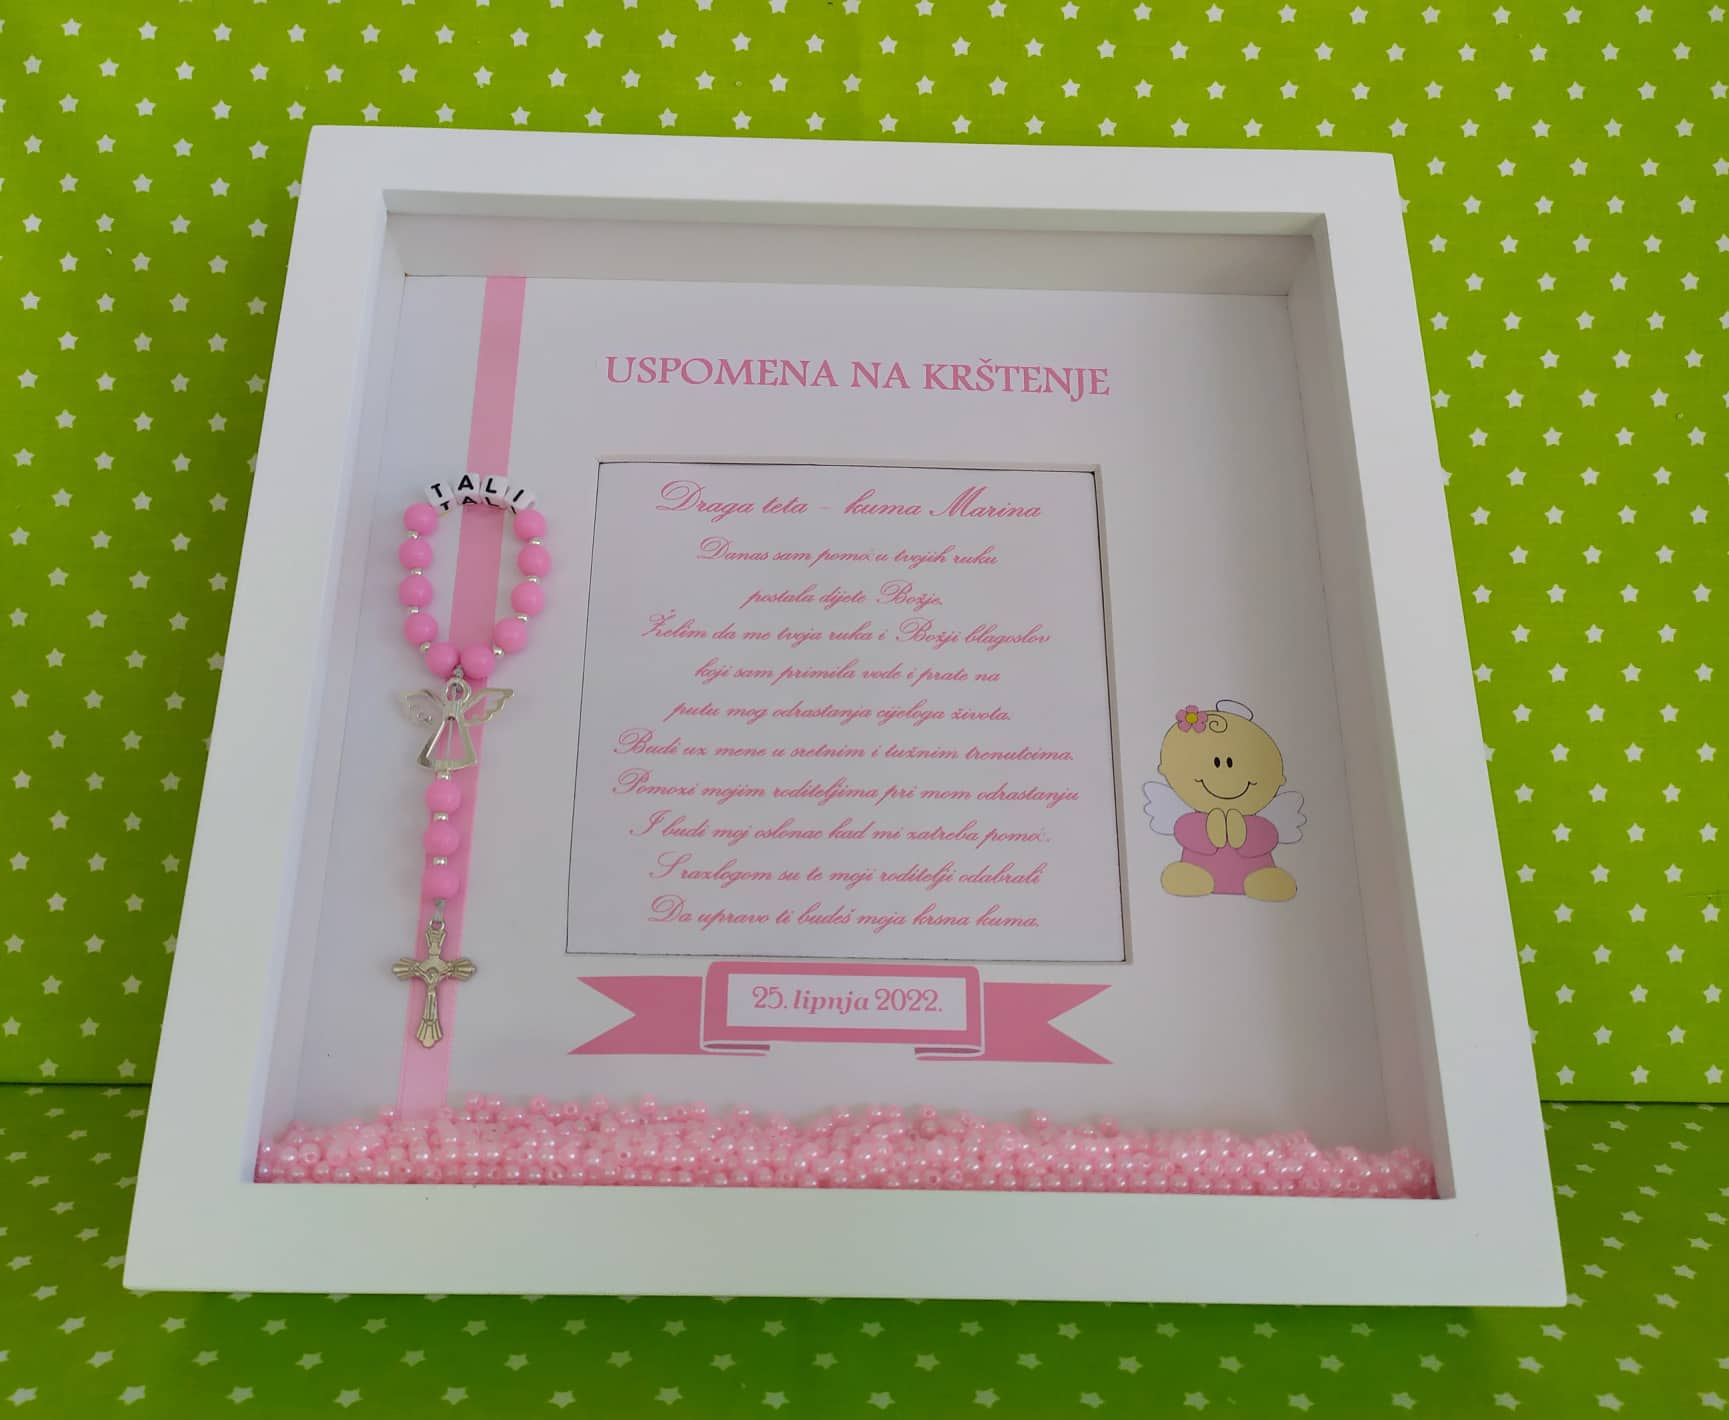 USPOMENA NA KRŠTENJE
TALI
Draga teta - kuma Marina
Danas sam pomoću tvojih ruku
postala dijete Božje.
Želim da me tvoja ruka i Božji blagoslov
koji sam primila vode i prate na
putu mog odrastanja cijeloga života.
Budi uz mene u sretnim i tužnim trenutcima.
Pomozi mojim roditeljima pri mom odrastanju
I budi moj oslonac kad mi zatreba pomoć.
S razlogom su te moji roditelji odabrali
Da upravo ti budeš moja krsna kuma.
25. lipnja 2022.